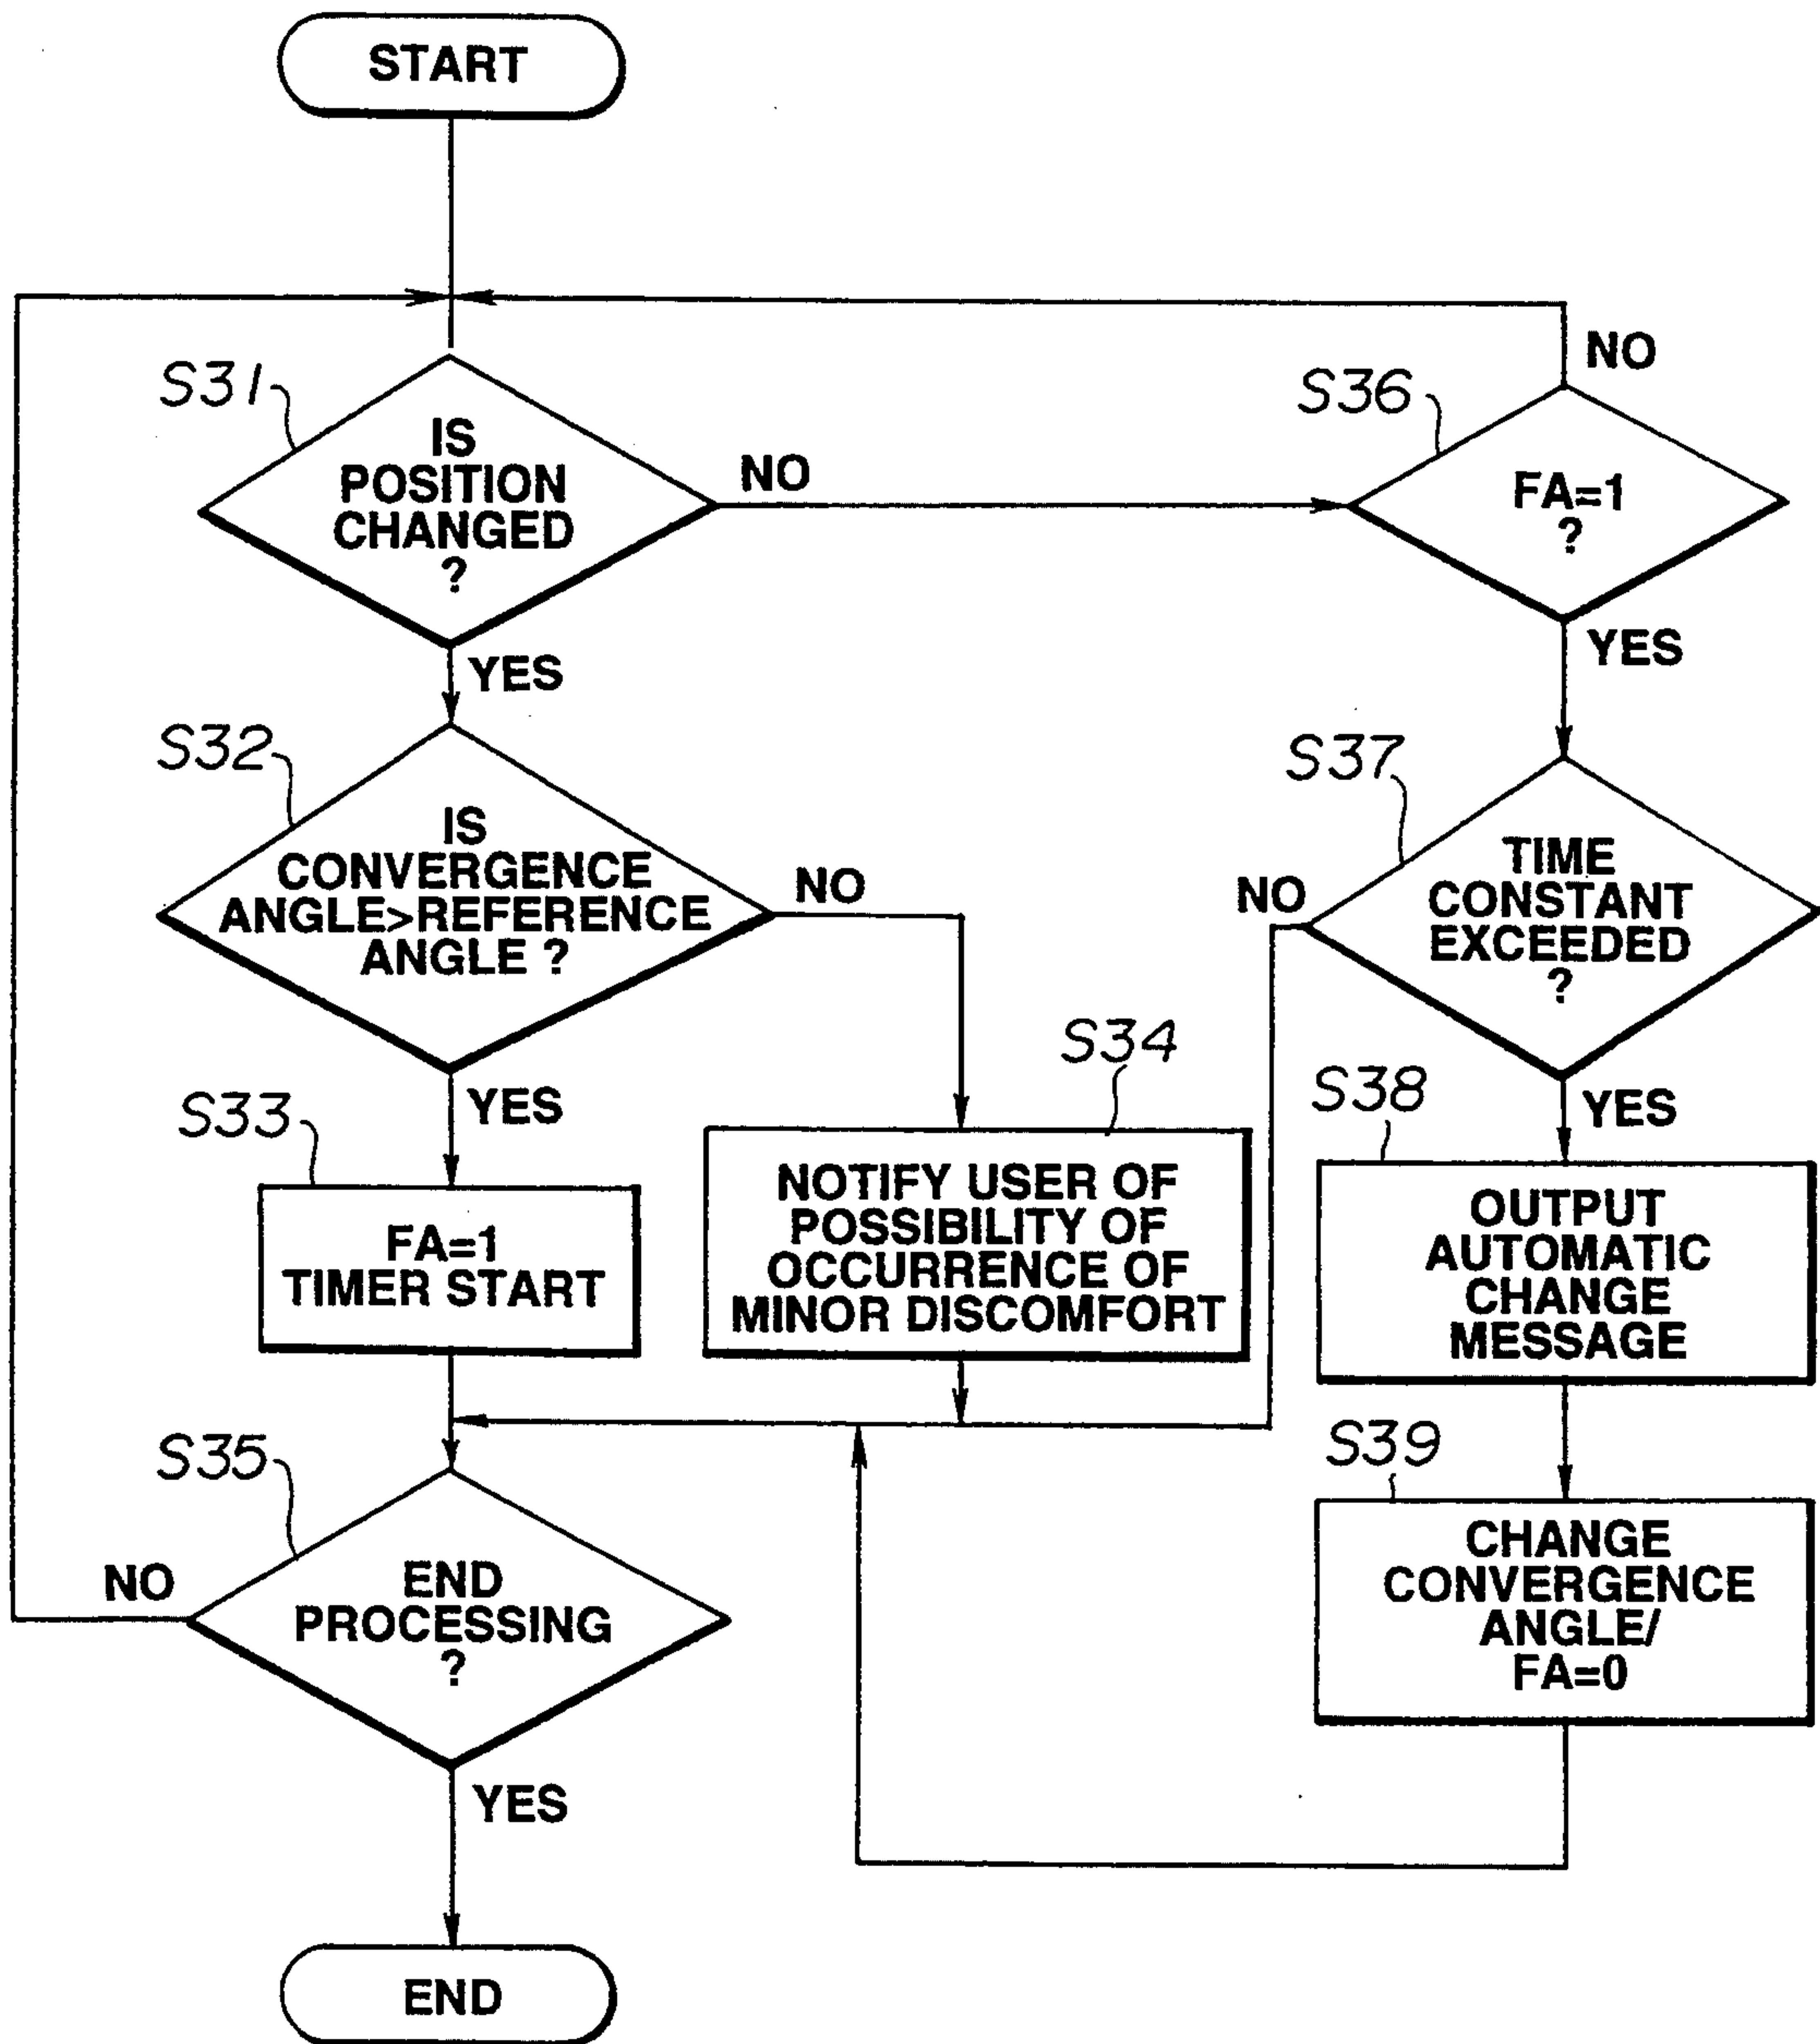 START
S31
IS
POSITION
CHANGED
?
NO
YES
S36
FA=1
?
NO
YES
S32
IS
CONVERGENCE
ANGLE>REFERENCE
ANGLE ?
NO
YES
S37
TIME
CONSTANT
EXCEEDED
?
NO
YES
S33
FA=1
TIMER START
S34
NOTIFY USER OF
POSSIBILITY OF
OCCURRENCE OF
MINOR DISCOMFORT
S38
OUTPUT
AUTOMATIC
CHANGE
MESSAGE
S35
END
PROCESSING
?
NO
YES
S39
CHANGE
CONVERGENCE
ANGLE/
FA=0
END